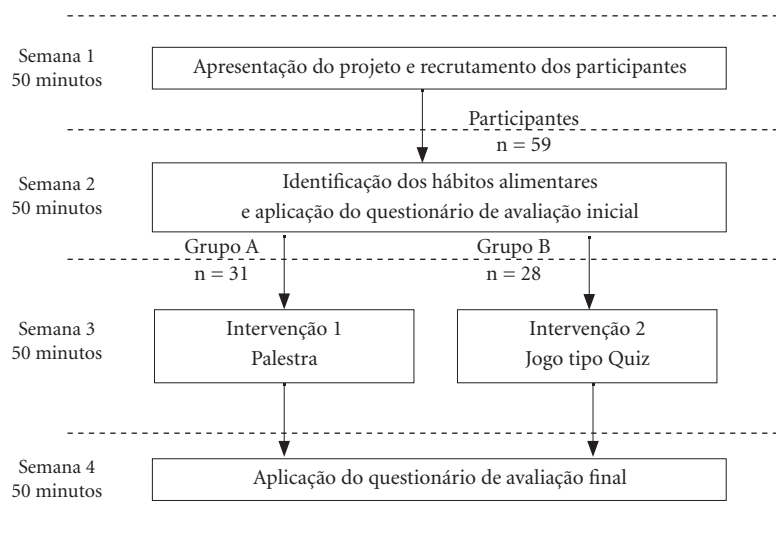 Semana 1
50 minutos
Apresentação do projeto e recrutamento dos participantes
Participantes
n = 59
Semana 2
50 minutos
Identificação dos hábitos alimentares
e aplicação do questionário de avaliação inicial
Grupo A
n = 31
Grupo B
n = 28
Semana 3
50 minutos
Intervenção 1
Palestra
Intervenção 2
Jogo tipo Quiz
Semana 4
50 minutos
Aplicação do questionário de avaliação final